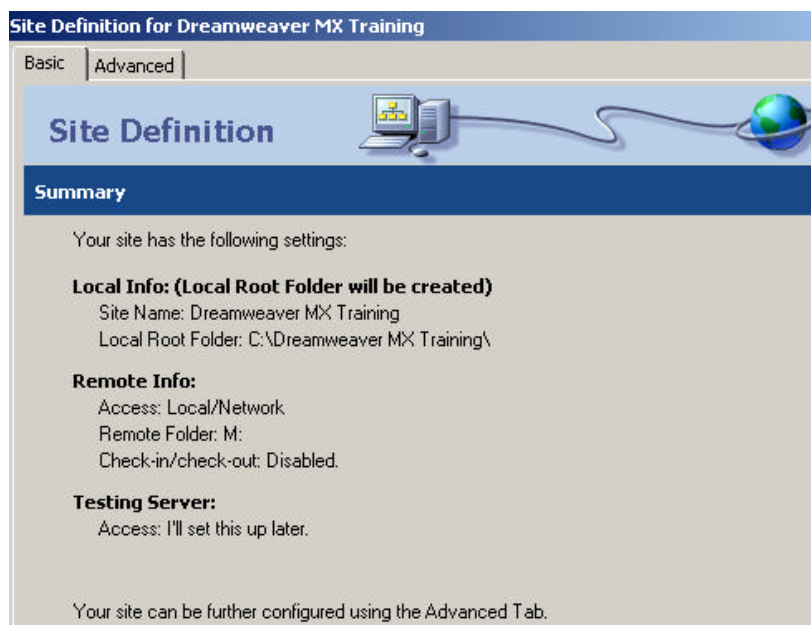 Site Definition for Dreamweaver MX Training
Basic Advanced
Site Definition
Summary
Your site has the following settings:
Local Info: (Local Root Folder will be created)
Site Name: Dreamweaver MX Training
Local Root Folder: C:\Dreamweaver MX Training\
Remote Info:
Access: Local/Network
Remote Folder: M:
Check-in/check-out: Disabled.
Testing Server:
Access: I'll set this up later.
Your site can be further configured using the Advanced Tab.